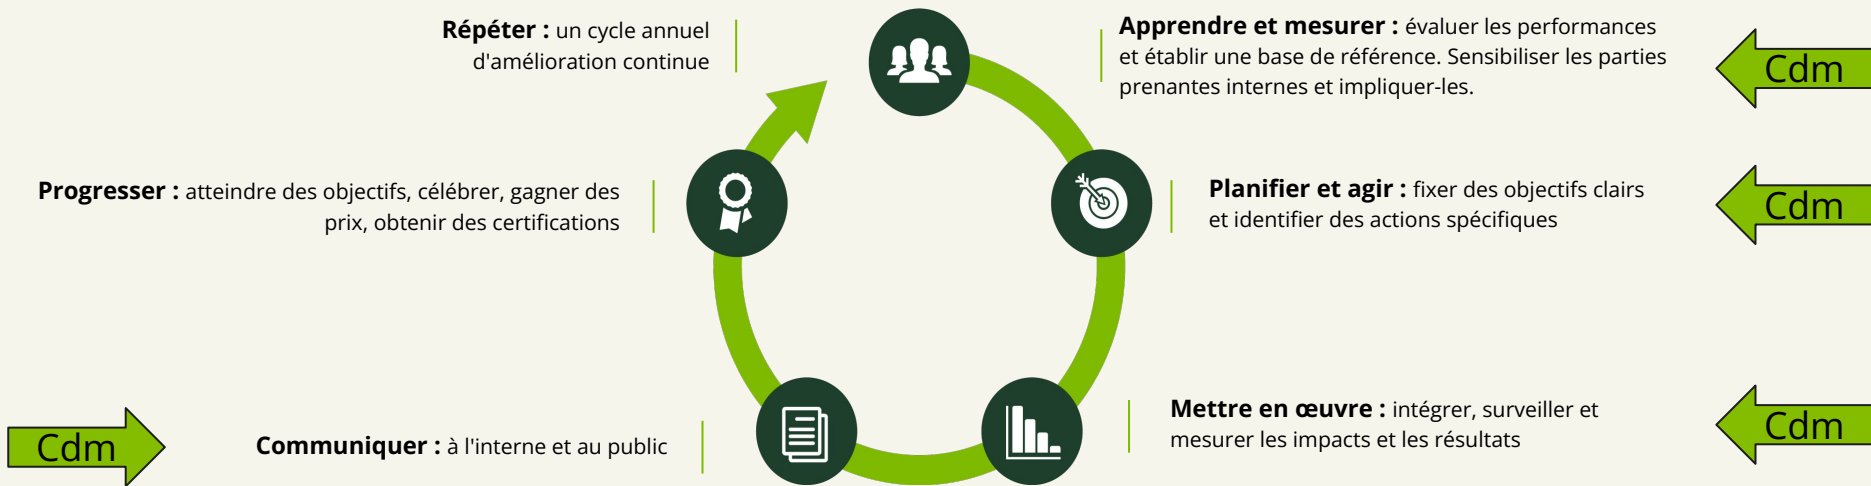 Répéter : un cycle annuel
d'amélioration continue
Apprendre et mesurer : évaluer les performances
et établir une base de référence. Sensibiliser les parties
prenantes internes et impliquer-les.
Cdm
Progresser : atteindre des objectifs, célébrer, gagner des
prix, obtenir des certifications
Planifier et agir : fixer des objectifs clairs
et identifier des actions spécifiques
Cdm
Cdm
Communiquer : à l'interne et au public
Mettre en œuvre : intégrer, surveiller et
mesurer les impacts et les résultats
Cdm